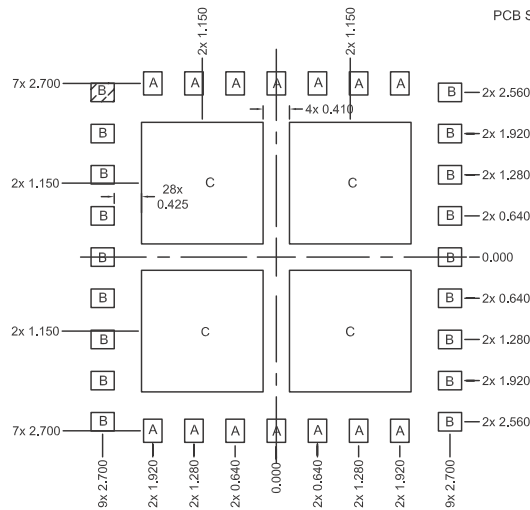 PCB S
2x 1.150
2x 1.150
7x 2.700
A A A A A A A
B
B
2x 2.560
4x 0.410
B
B
2x 1.920
2x 1.150
B
C
C
B
2x 1.280
28x
0.425
B
B
2x 0.640
B
B
0.000
B
B
2x 0.640
2x 1.150
B
C
C
B
2x 1.280
B
B
2x 1.920
B
B
2x 2.560
7x 2.700
A A A A A A A
9x 2.700
2x 1.920
2x 1.280
2x 0.640
0.000
2x 0.640
2x 1.280
2x 1.920
9x 2.700